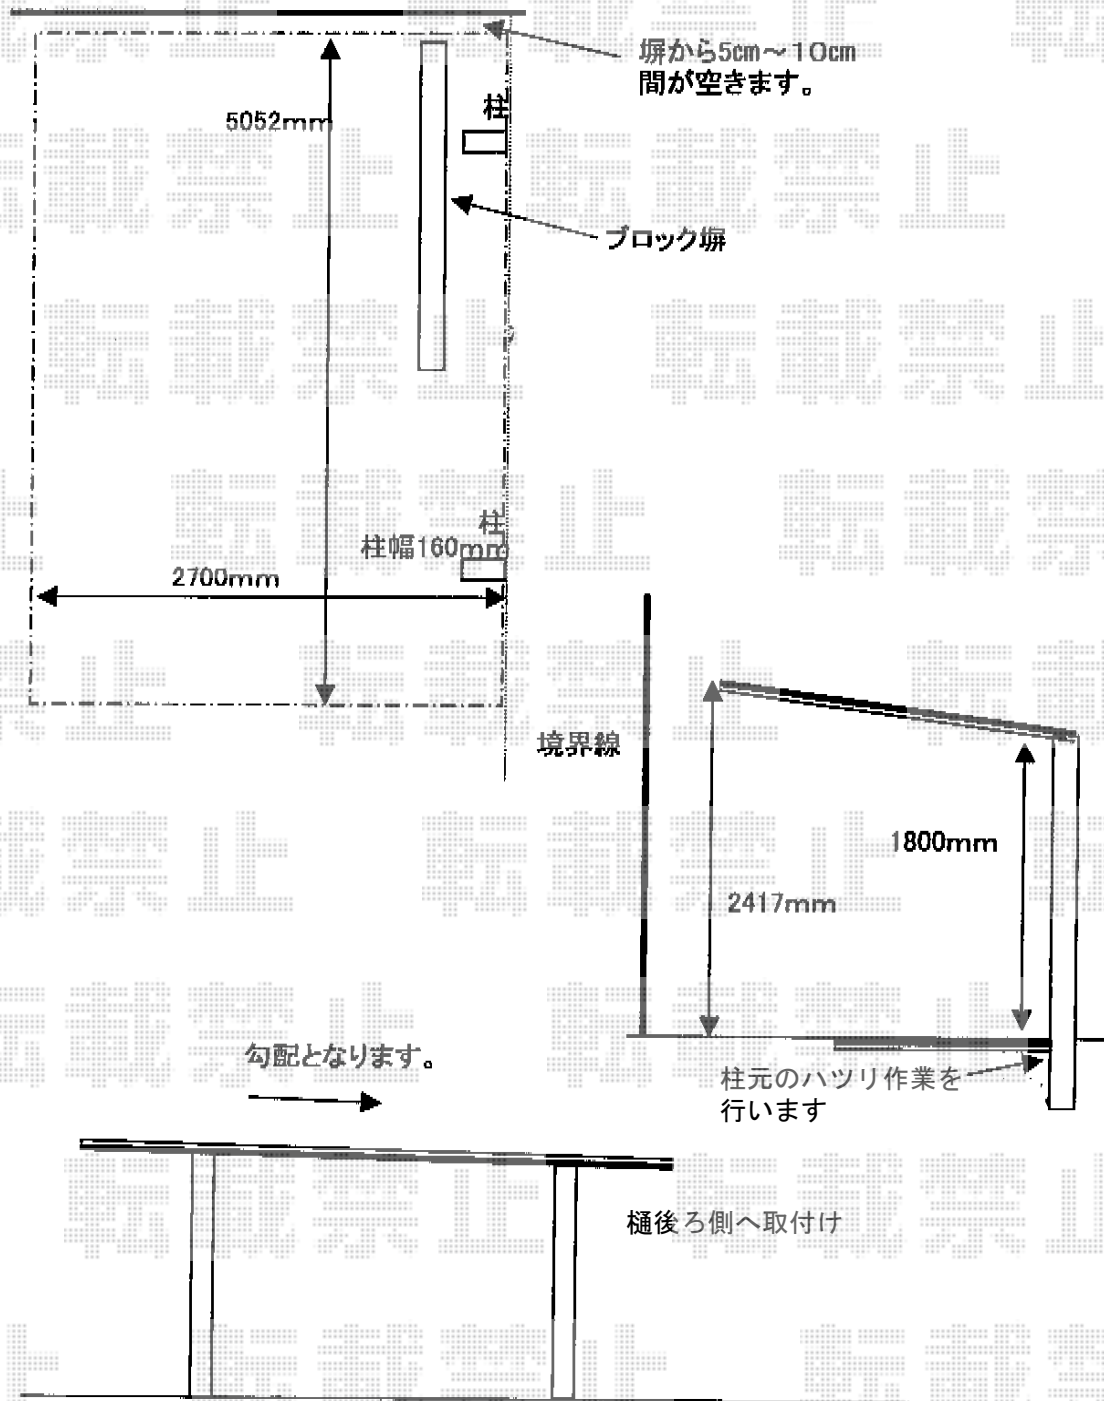 塀から5cm～10cm
間が空きます。
柱
5052mm
ブロック塀
柱
柱幅160mm
2700mm
境界線
1800mm
2417mm
勾配となります。
柱元のハツリ作業を
行います
樋後ろ側へ取付け
転載禁止